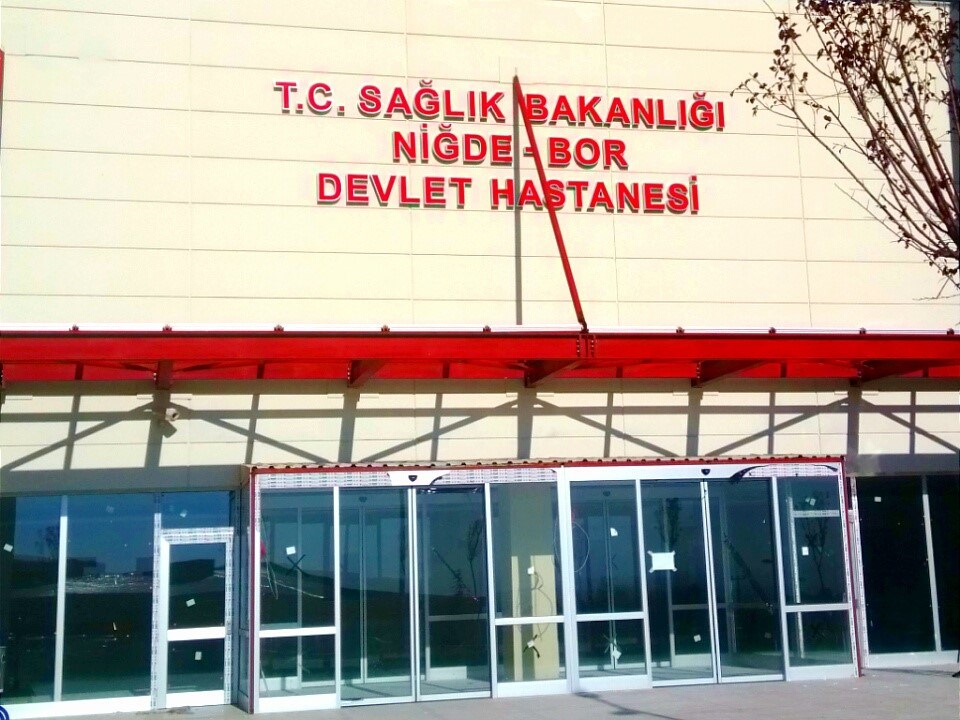 T.C. SAĞLIK BAKANLIĞI
NİĞDE - BOR
DEVLET HASTANESİ